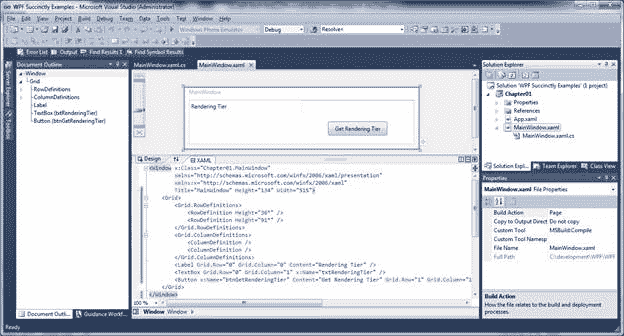 WPF Succinctly Examples - Microsoft Visual Studio (Administrator)
File Edit View Project Build Debug Team Data Tools Test Window Help
Windows Phone Emulator Debug Resolver
Error List Output Find Results 1 Find Symbol Results
Server Explorer
Toolbox
Document Outline
Window
Grid
RowDefinitions
ColumnDefinitions
Label
TextBox (txtRenderingTier)
Button (btnGetRenderingTier)
Document Outli... Guidance Workf...
MainWindow.xaml.cs MainWindow.xaml
MainWindow
Rendering Tier
Get Rendering Tier
Design XAML
<Window x:Class="Chapter01.MainWindow"
xmlns="http://schemas.microsoft.com/winfx/2006/xaml/presentation"
xmlns:x="http://schemas.microsoft.com/winfx/2006/xaml"
Title="MainWindow" Height="134" Width="515">
<Grid>
<Grid.RowDefinitions>
<RowDefinition Height="30*" />
<RowDefinition Height="91*" />
</Grid.RowDefinitions>
<Grid.ColumnDefinitions>
<ColumnDefinition />
<ColumnDefinition />
</Grid.ColumnDefinitions>
<Label Grid.Row="0" Grid.Column="0" Content="Rendering Tier" />
<TextBox Grid.Row="0" Grid.Column="1" x:Name="txtRenderingTier" />
<Button x:Name="btnGetRenderingTier" Content="Get Rendering Tier" Grid.Row="1" Grid.Column="1
</Grid>
</Window>
100 %
Window Window
Solution Explorer
Solution 'WPF Succinctly Examples' (1 project)
Chapter01
Properties
References
App.xaml
MainWindow.xaml
MainWindow.xaml.cs
Solution Expl... Team Explorer Class View
Properties
MainWindow.xaml File Properties
Build Action Page
Copy to Output Direct Do not copy
Custom Tool MSBuild:Compile
Custom Tool Namesp
File Name MainWindow.xaml
Full Path
Build Action
How the file relates to the build and deployment processes.
Ready